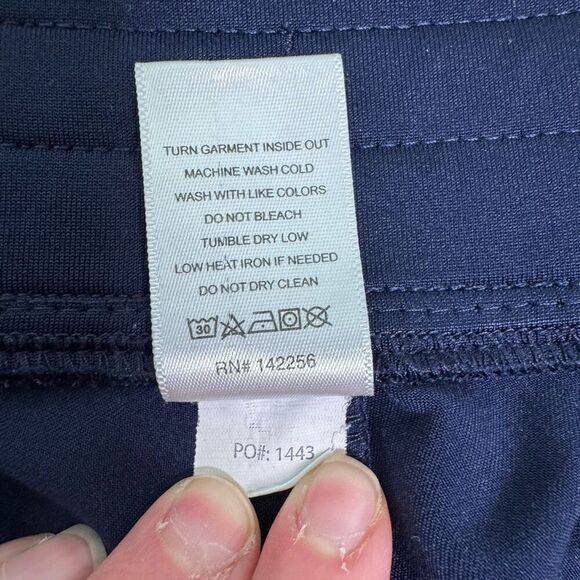 TURN GARMENT INSIDE OUT
MACHINE WASH COLD
WASH WITH LIKE COLORS
DO NOT BLEACH
TUMBLE DRY LOW
LOW HEAT IRON IF NEEDED
DO NOT DRY CLEAN
30
RN# 142256
PO#: 1443